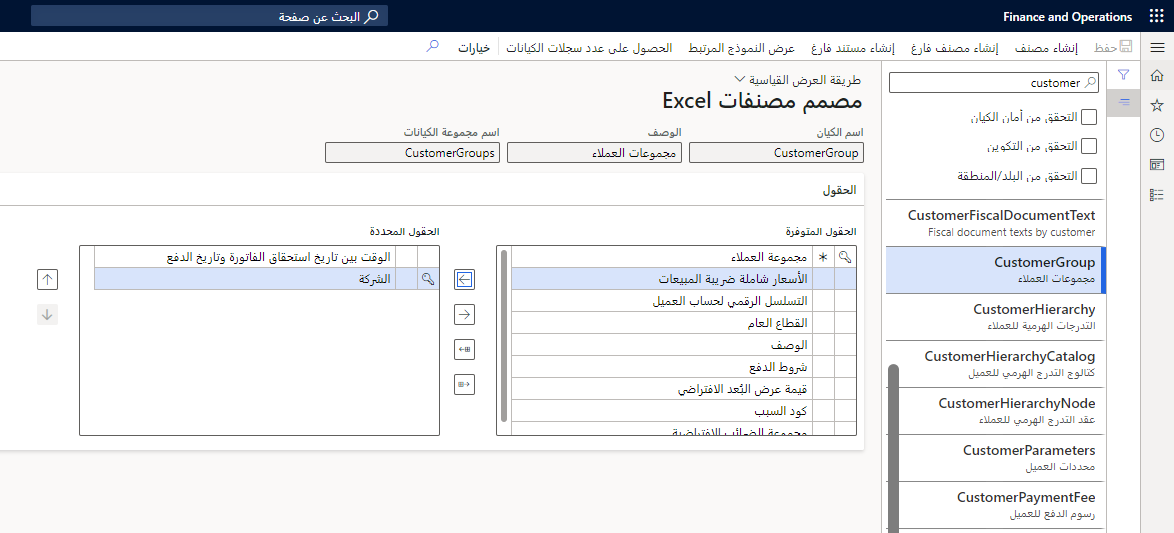 Finance and Operations
البحث عن صفحة
حفظ
إنشاء مصنف
إنشاء مصنف فارغ
إنشاء مستند فارغ
عرض النموذج المرتبط
الحصول على عدد سجلات الكيانات
خيارات
customer
التحقق من أمان الكيان
التحقق من التكوين
التحقق من البلد/المنطقة
CustomerFiscalDocumentText
Fiscal document texts by customer
CustomerGroup
مجموعات العملاء
CustomerHierarchy
التدرجات الهرمية للعملاء
CustomerHierarchyCatalog
كتالوج التدرج الهرمي للعميل
CustomerHierarchyNode
عقد التدرج الهرمي للعملاء
CustomerParameters
محددات العميل
CustomerPaymentFee
رسوم الدفع للعميل
طريقة العرض القياسية
مصمم مصنفات Excel
اسم الكيان
الوصف
اسم مجموعة الكيانات
CustomerGroup
مجموعات العملاء
CustomerGroups
الحقول
الحقول المتوفرة
مجموعة العملاء
الأسعار شاملة ضريبة المبيعات
التسلسل الرقمي لحساب العميل
القطاع العام
الوصف
شروط الدفع
قيمة عرض البُعد الافتراضي
كود السبب
مجموعة الضرائب الافتراضية
الحقول المحددة
الوقت بين تاريخ استحقاق الفاتورة وتاريخ الدفع
الشركة